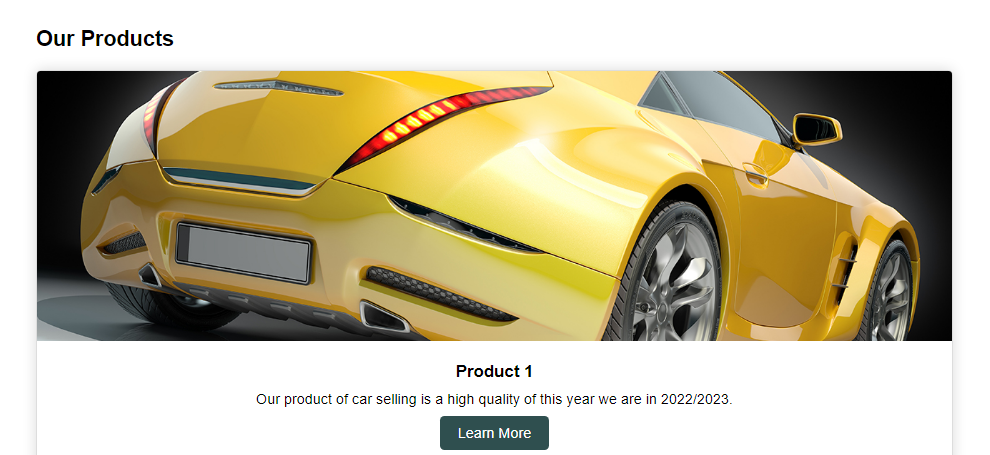 Our Products
Product 1
Our product of car selling is a high quality of this year we are in 2022/2023.
Learn More